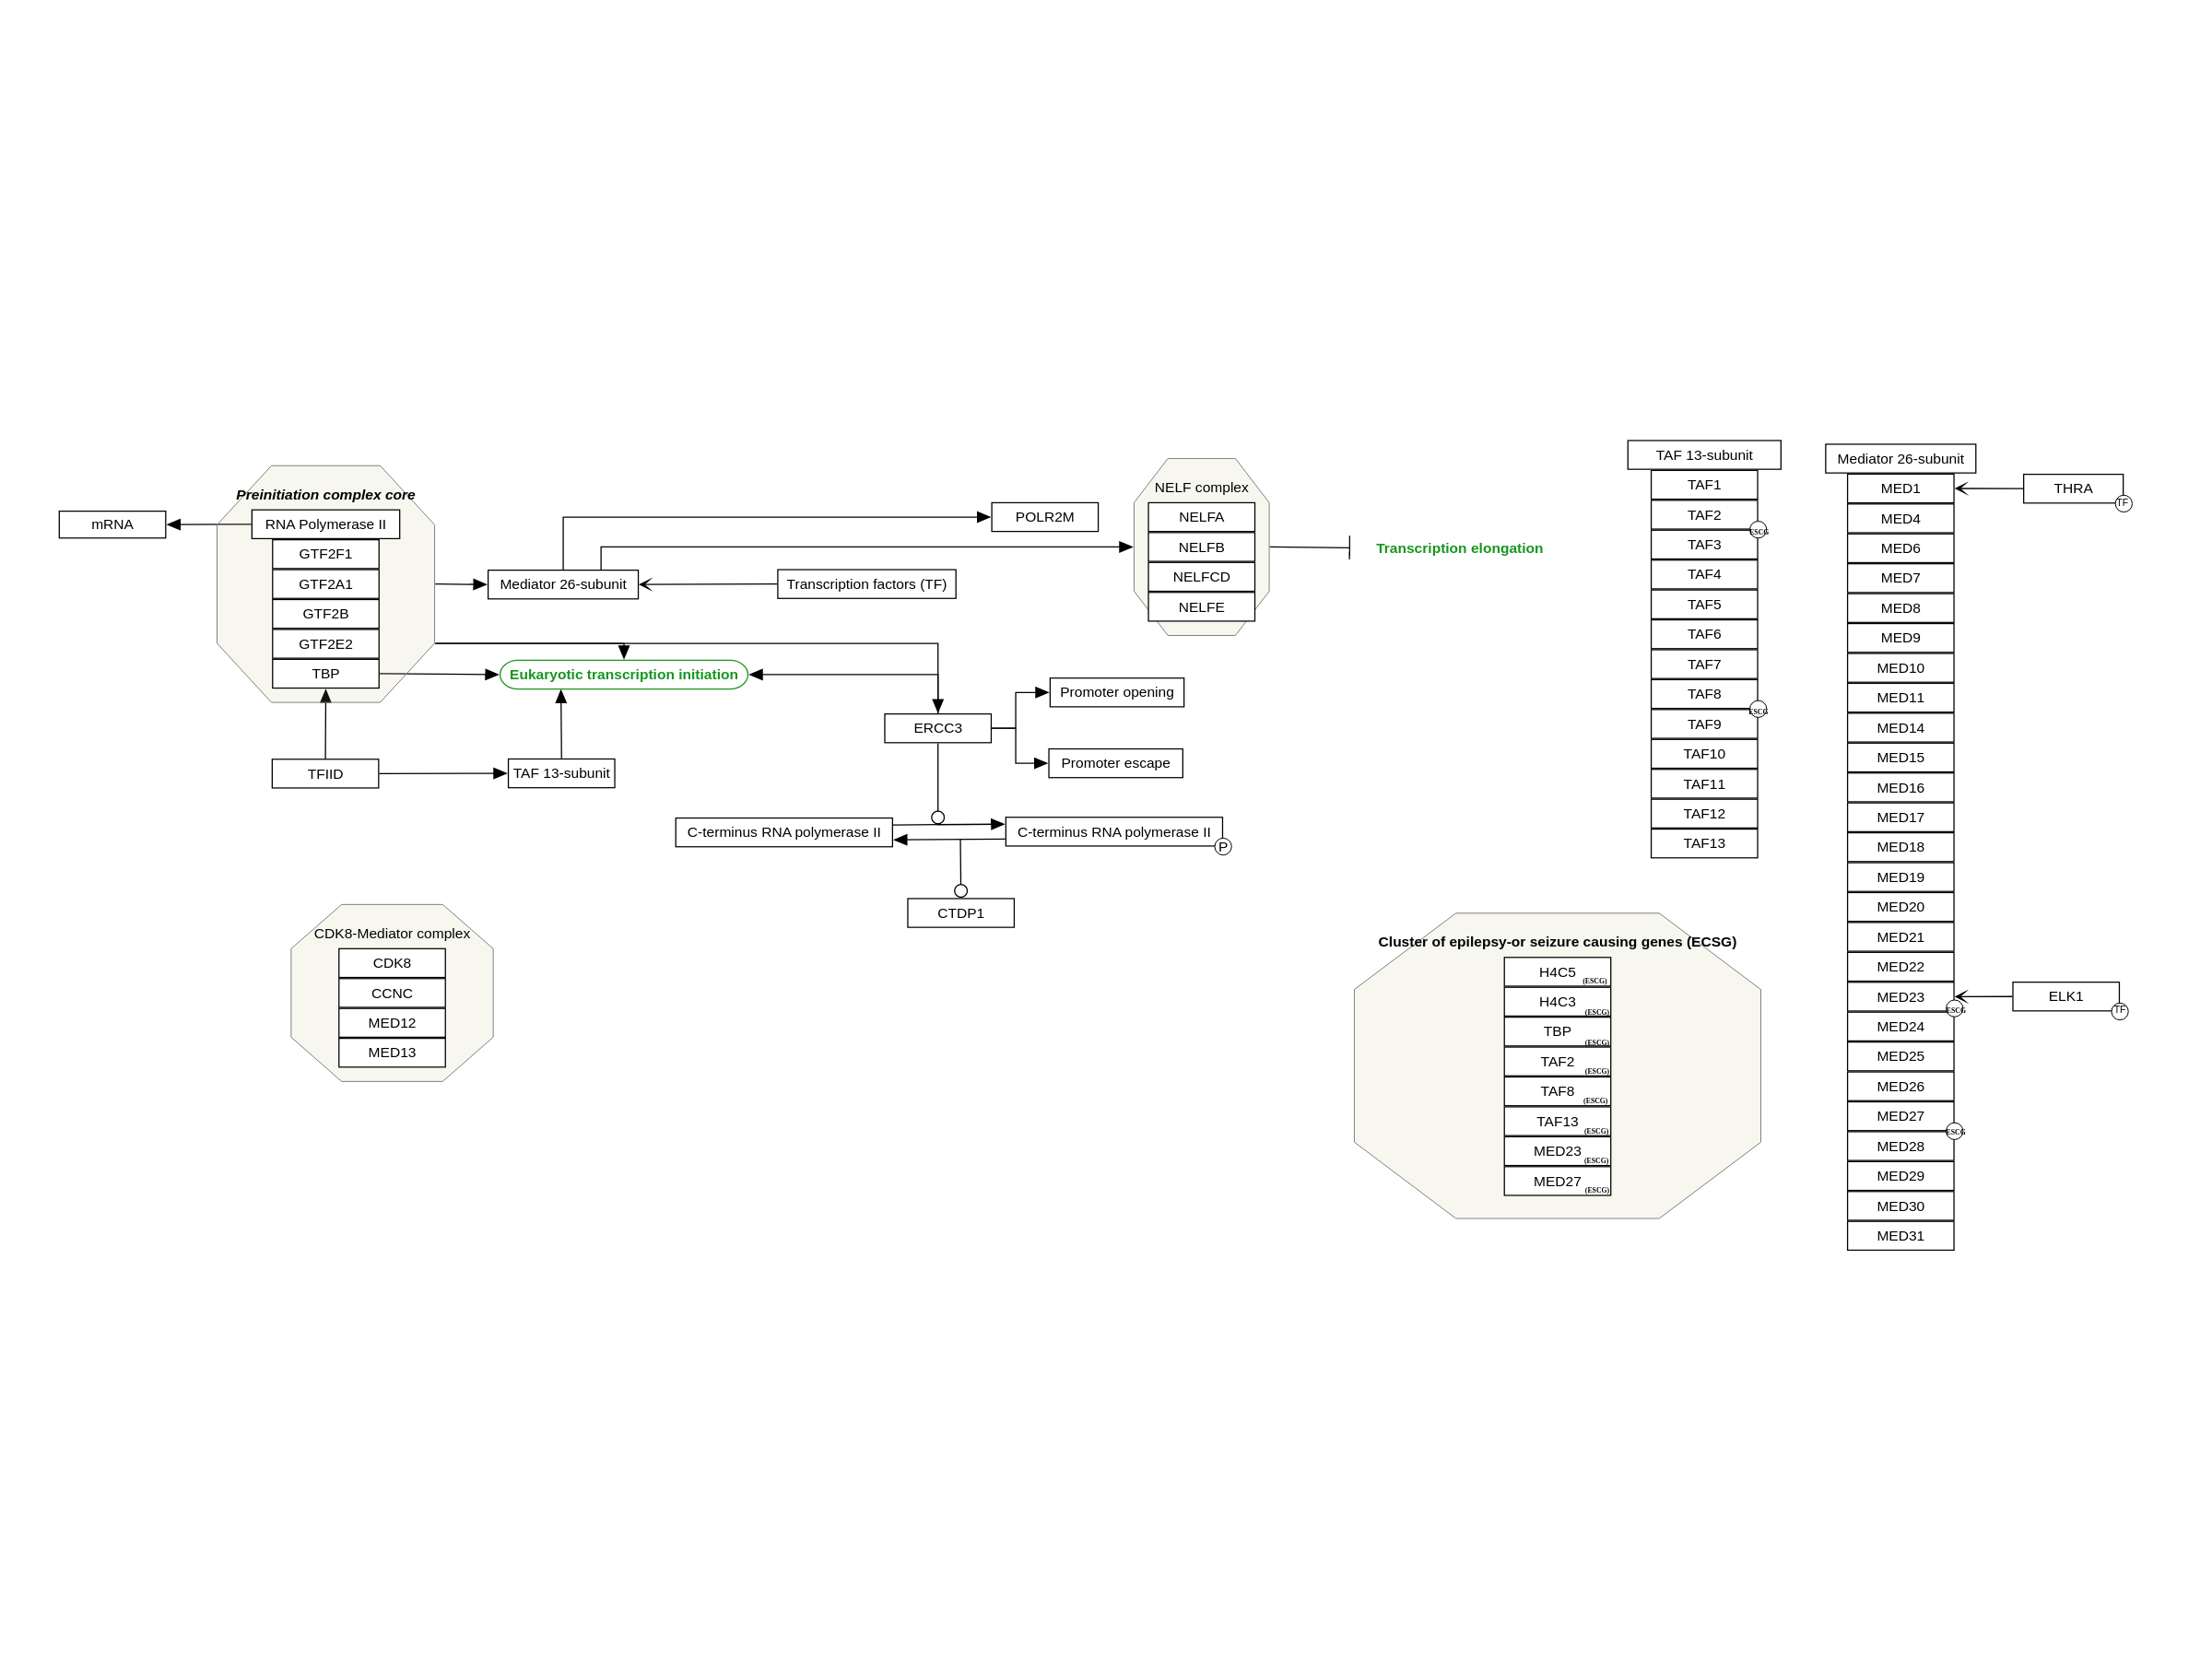 Preinitiation complex core
mRNA
RNA Polymerase II
GTF2F1
GTF2A1
GTF2B
GTF2E2
TBP
TFIID
TAF 13-subunit
Mediator 26-subunit
Transcription factors (TF)
Eukaryotic transcription initiation
POLR2M
NELF complex
NELFA
NELFB
NELFCD
NELFE
Transcription elongation
ERCC3
Promoter opening
Promoter escape
C-terminus RNA polymerase II
C-terminus RNA polymerase II
P
CTDP1
CDK8-Mediator complex
CDK8
CCNC
MED12
MED13
Cluster of epilepsy-or seizure causing genes (ECSG)
H4C5
(ESCG)
H4C3
(ESCG)
TBP
(ESCG)
TAF2
(ESCG)
TAF8
(ESCG)
TAF13
(ESCG)
MED23
(ESCG)
MED27
(ESCG)
TAF 13-subunit
TAF1
TAF2
ESCG
TAF3
TAF4
TAF5
TAF6
TAF7
TAF8
ESCG
TAF9
TAF10
TAF11
TAF12
TAF13
Mediator 26-subunit
MED1
THRA
TF
MED4
MED6
MED7
MED8
MED9
MED10
MED11
MED14
MED15
MED16
MED17
MED18
MED19
MED20
MED21
MED22
MED23
ESCG
ELK1
TF
MED24
MED25
MED26
MED27
ESCG
MED28
MED29
MED30
MED31